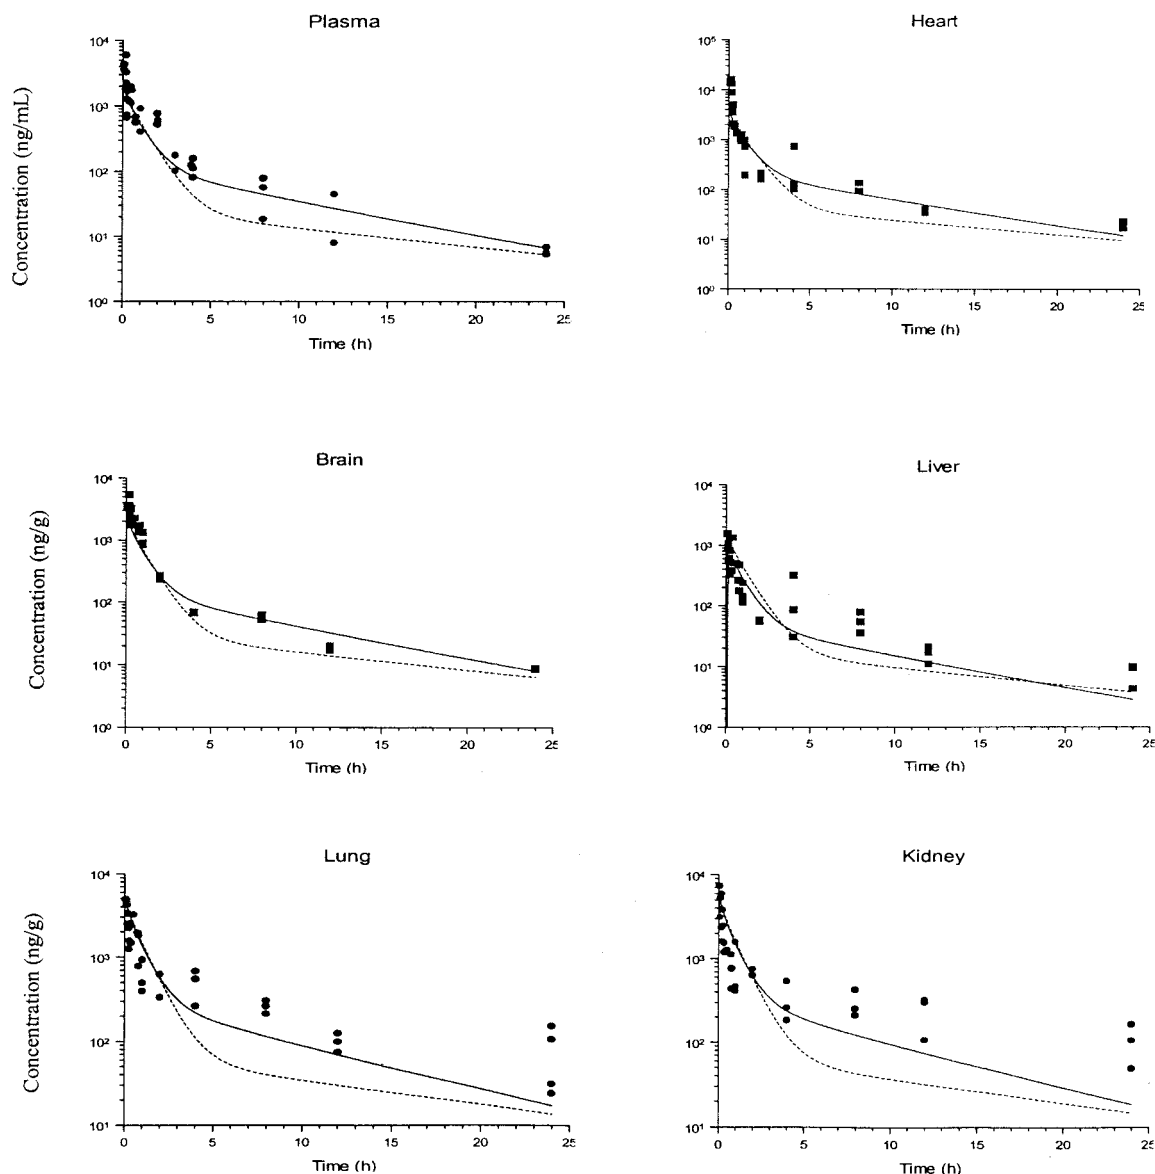 Plasma
Heart
Concentration (ng/mL)
10⁴
10³
10²
10¹
10⁰
0 5 10 15 20 25
Time (h)
10⁵
10⁴
10³
10²
10¹
10⁰
0 5 10 15 20 25
Time (h)
Brain
Liver
Concentration (ng/g)
10⁴
10³
10²
10¹
10⁰
0 5 10 15 20 25
Time (h)
10⁴
10³
10²
10¹
10⁰
0 5 10 15 20 25
Time (h)
Lung
Kidney
Concentration (ng/g)
10⁴
10³
10²
10¹
0 5 10 15 20 25
Time (h)
10⁴
10³
10²
10¹
0 5 10 15 20 25
Time (h)